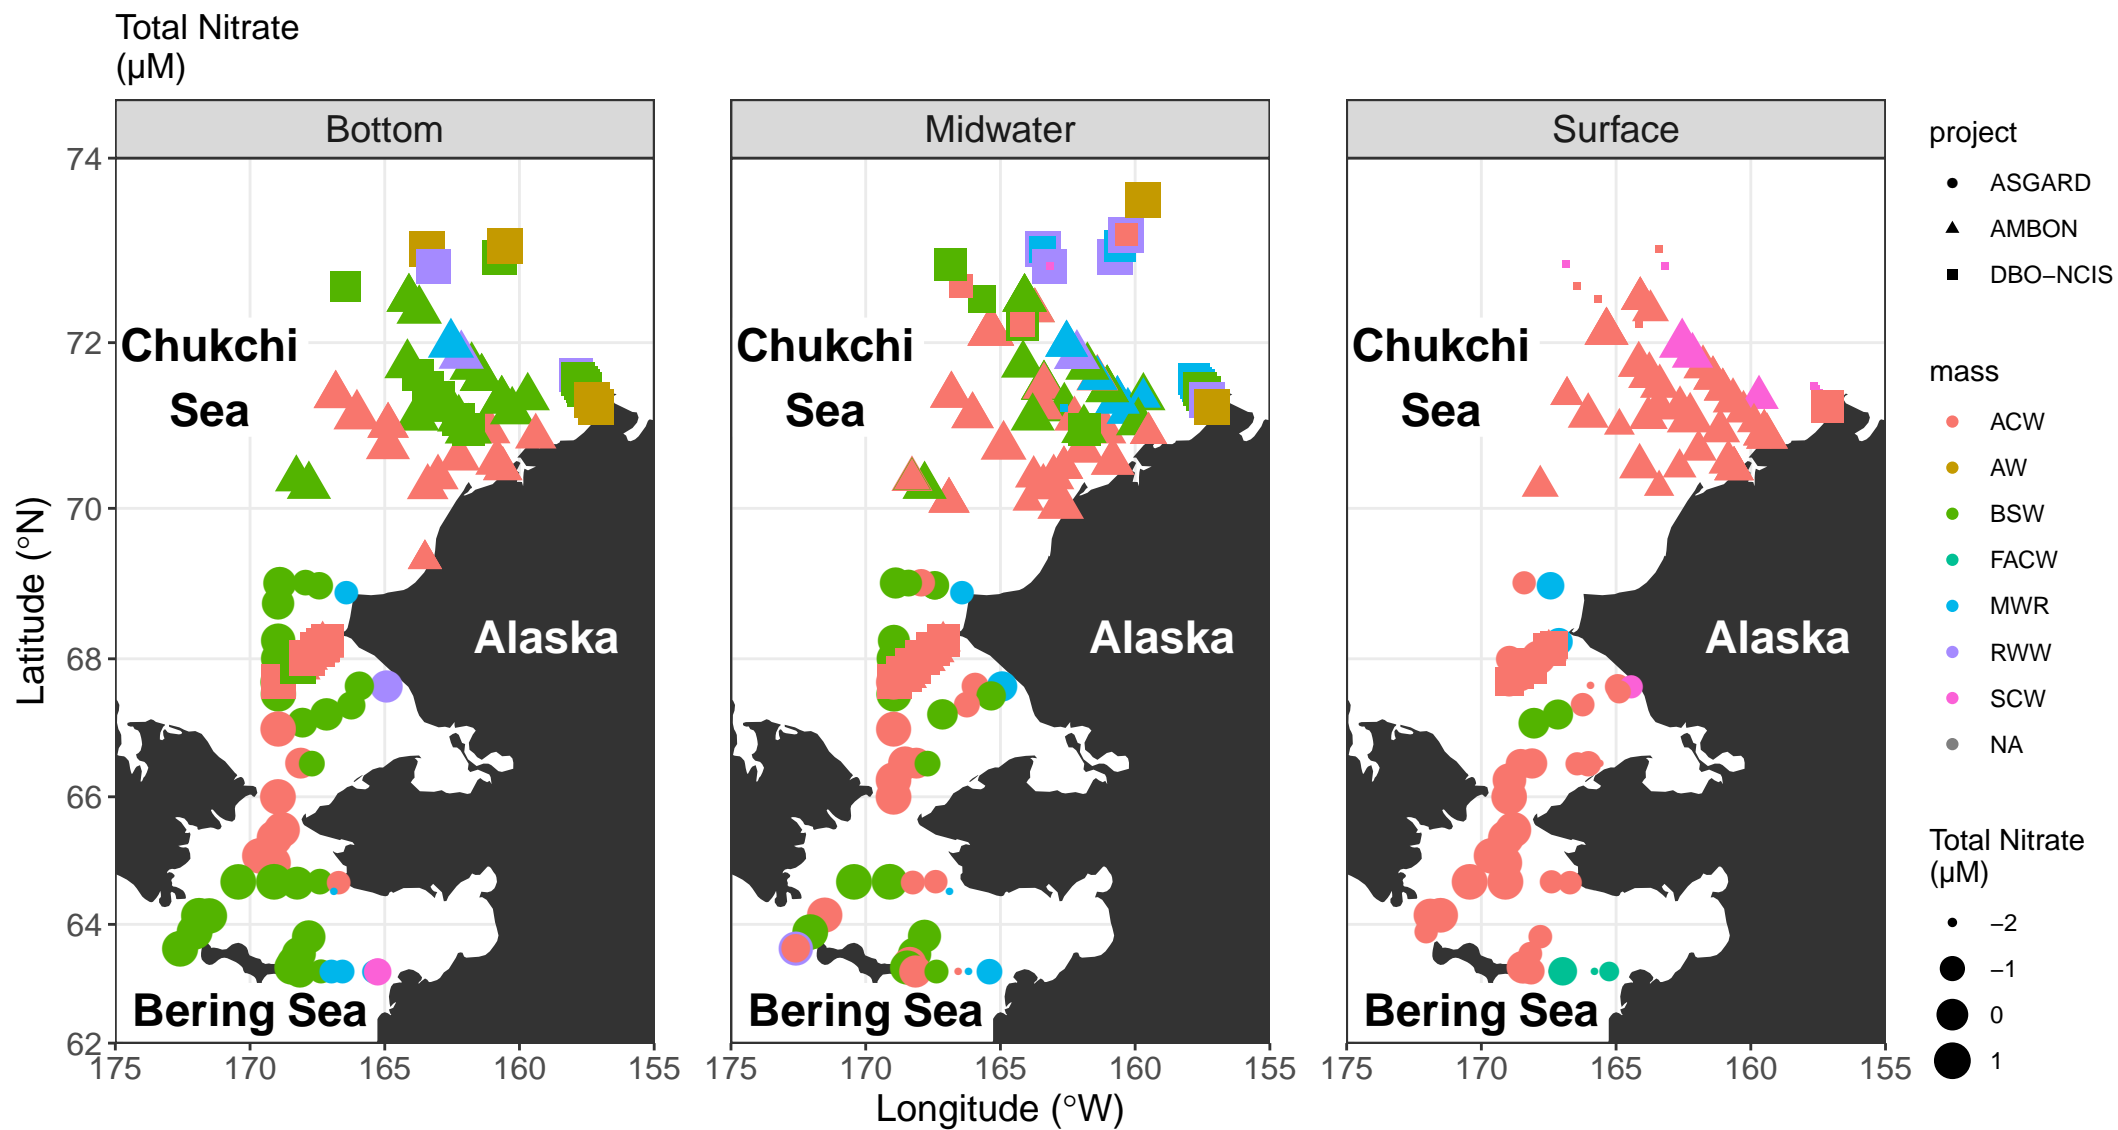 Total Nitrate
(µM)
Bottom
Midwater
Surface
74
72
70
68
66
64
62
Latitude (°N)
Chukchi
Sea
Alaska
Bering Sea
Chukchi
Sea
Alaska
Bering Sea
Chukchi
Sea
Alaska
Bering Sea
175 170 165 160 155
175 170 165 160 155
175 170 165 160 155
Longitude (°W)
project
ASGARD
AMBON
DBO−NCIS
mass
ACW
AW
BSW
FACW
MWR
RWW
SCW
NA
Total Nitrate
(µM)
−2
−1
0
1